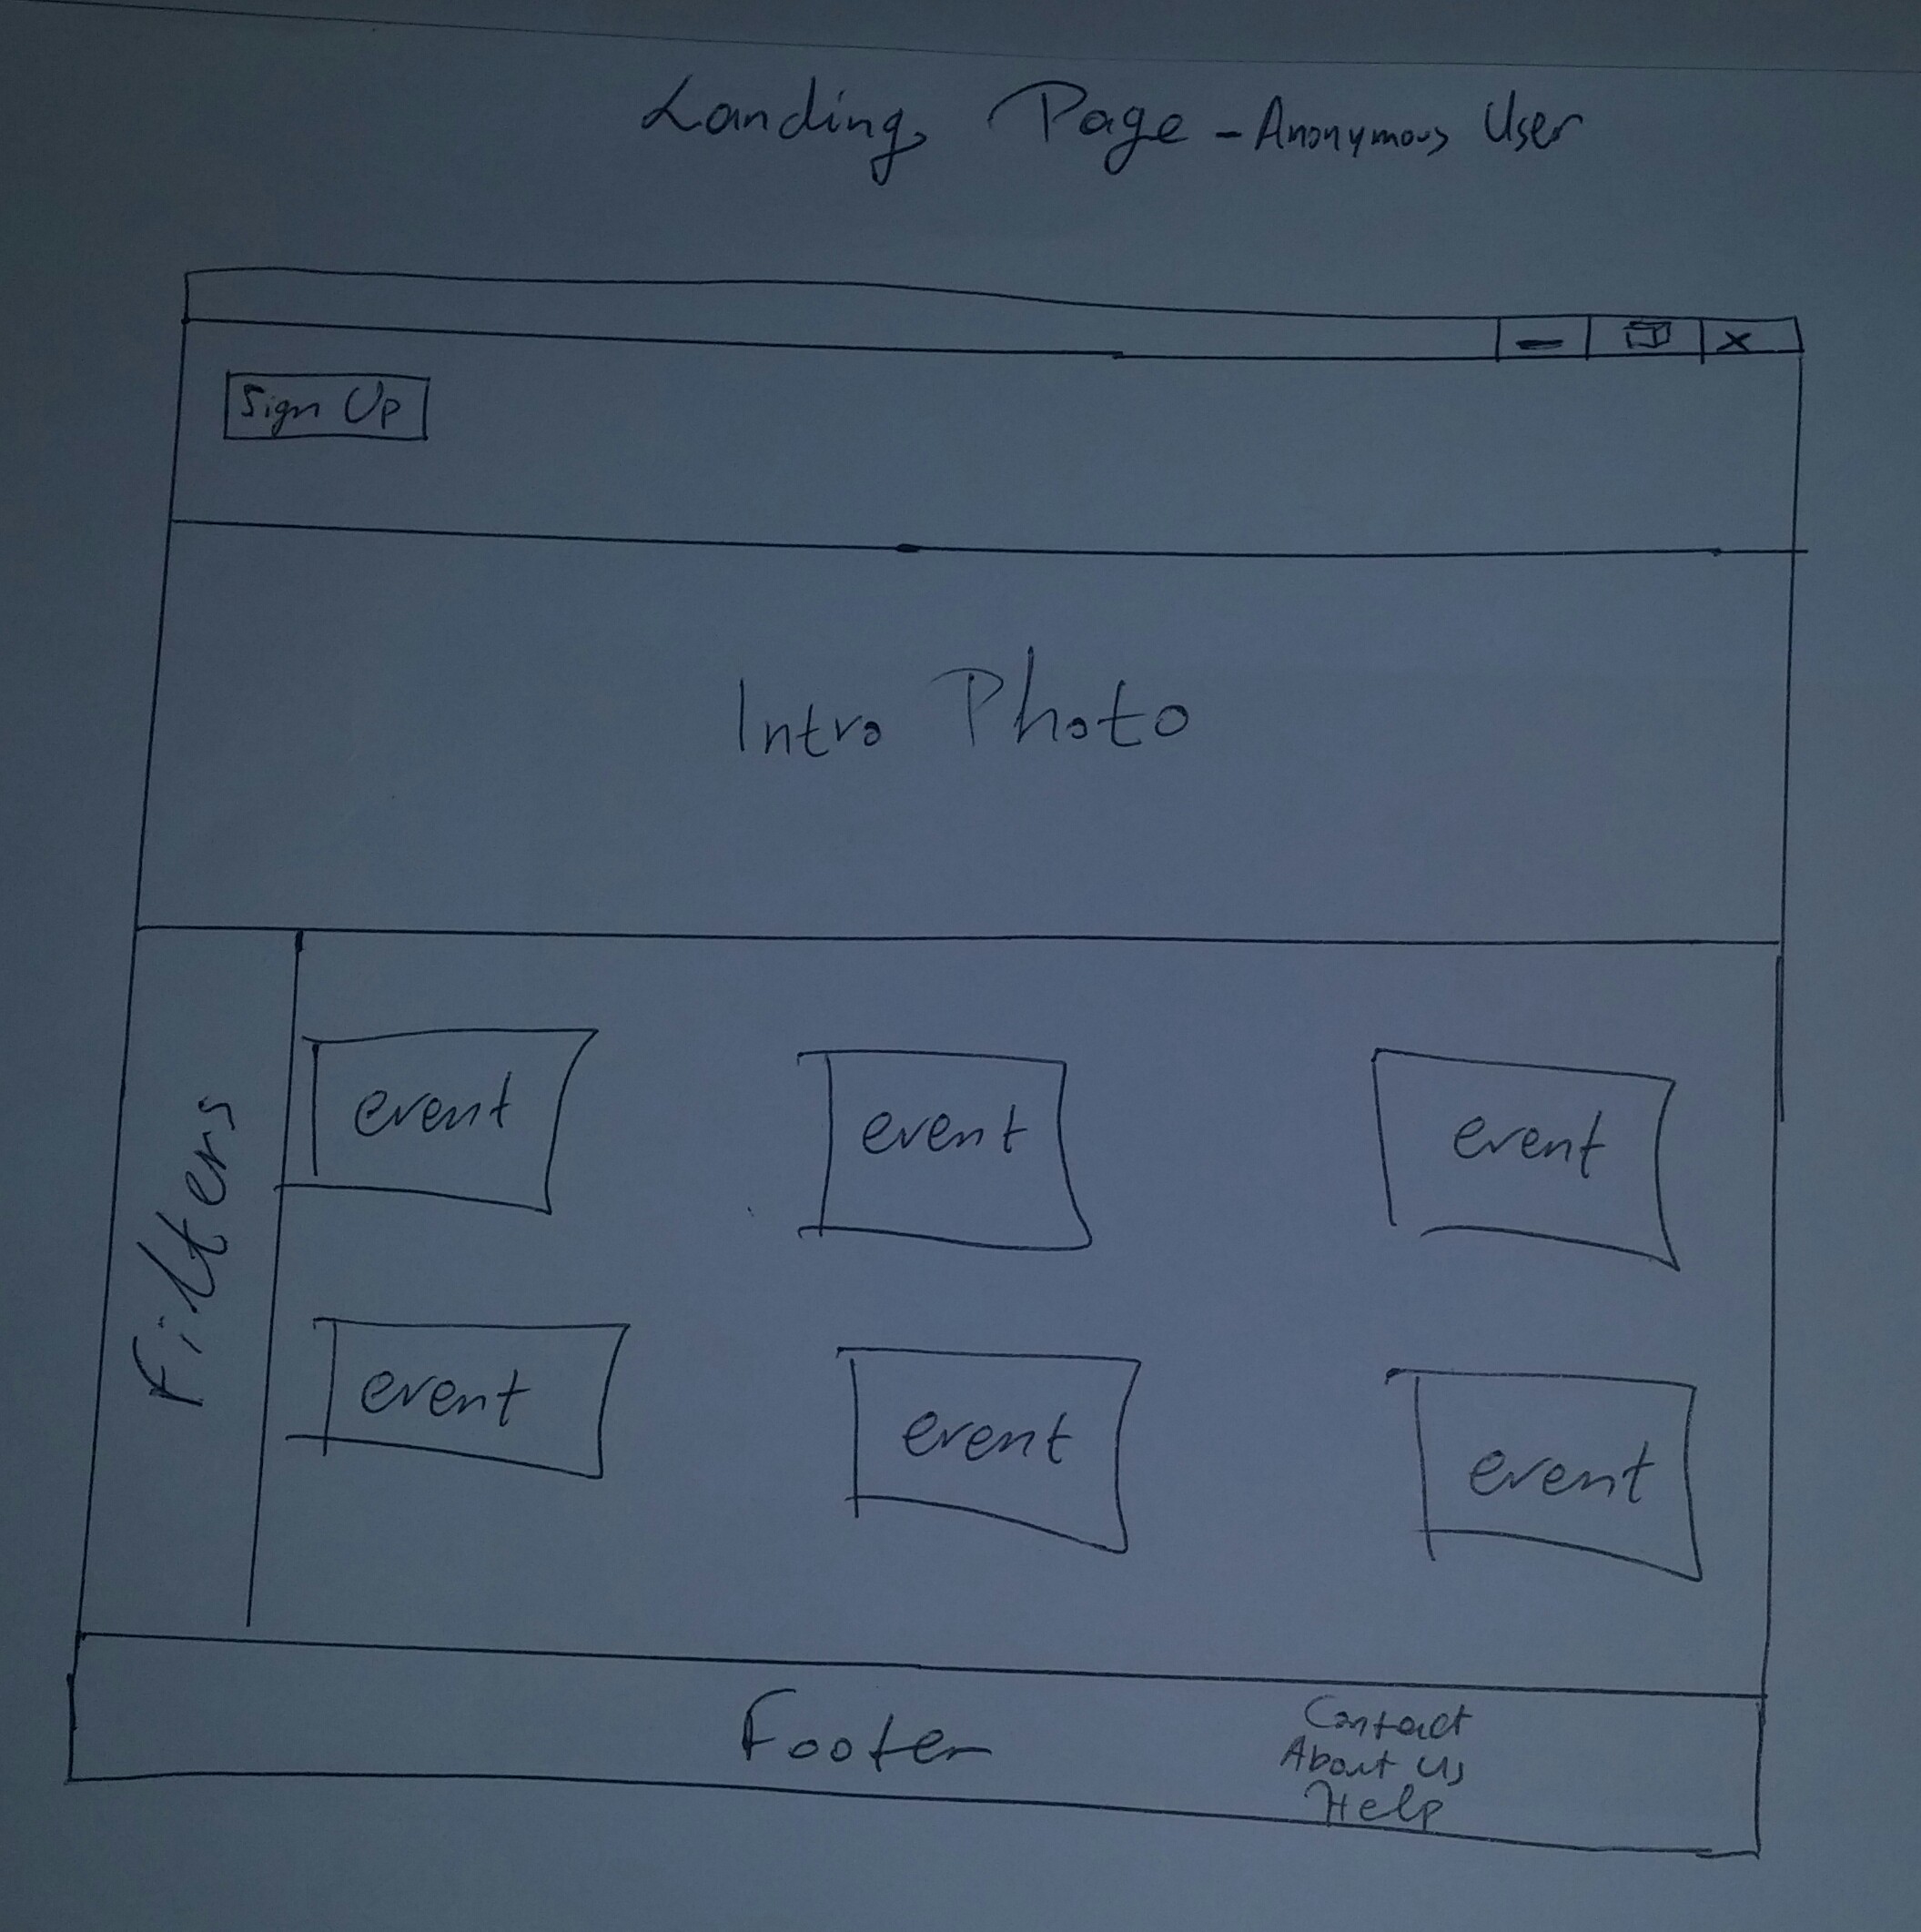 Landing Page - Anonymous User
Sign Up
Intro Photo
Filters
event event event
event event event
Footer
Contact
About Us
Help